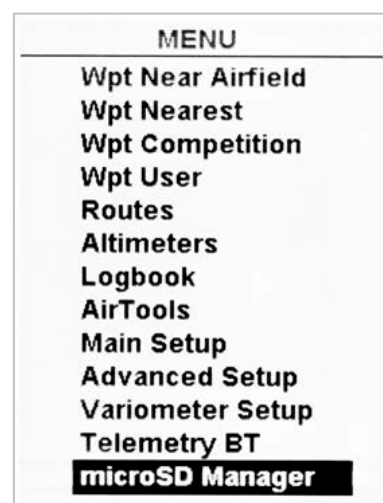 MENU
Wpt Near Airfield
Wpt Nearest
Wpt Competition
Wpt User
Routes
Altimeters
Logbook
AirTools
Main Setup
Advanced Setup
Variometer Setup
Telemetry BT
microSD Manager